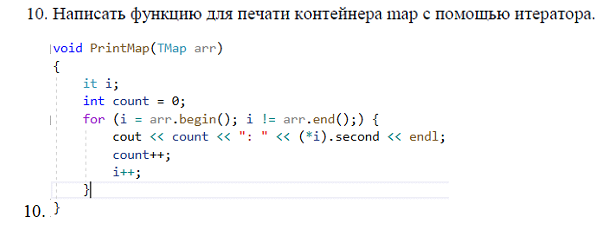 10. Написать функцию для печати контейнера map с помощью итератора.
void PrintMap(TMap arr)
{
it i;
int count = 0;
for (i = arr.begin(); i != arr.end();) {
cout << count << ": " << (*i).second << endl;
count++;
i++;
}
10. }